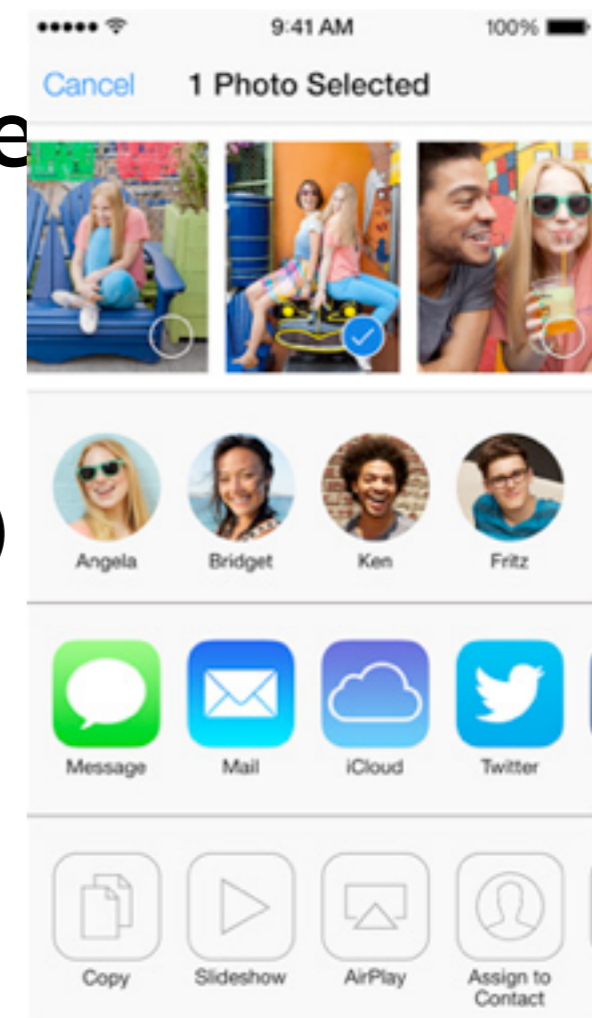 9:41 AM 100%
Cancel 1 Photo Selected
e
)
Angela Bridget Ken Fritz
Message Mail iCloud Twitter
Copy Slideshow AirPlay Assign to
Contact